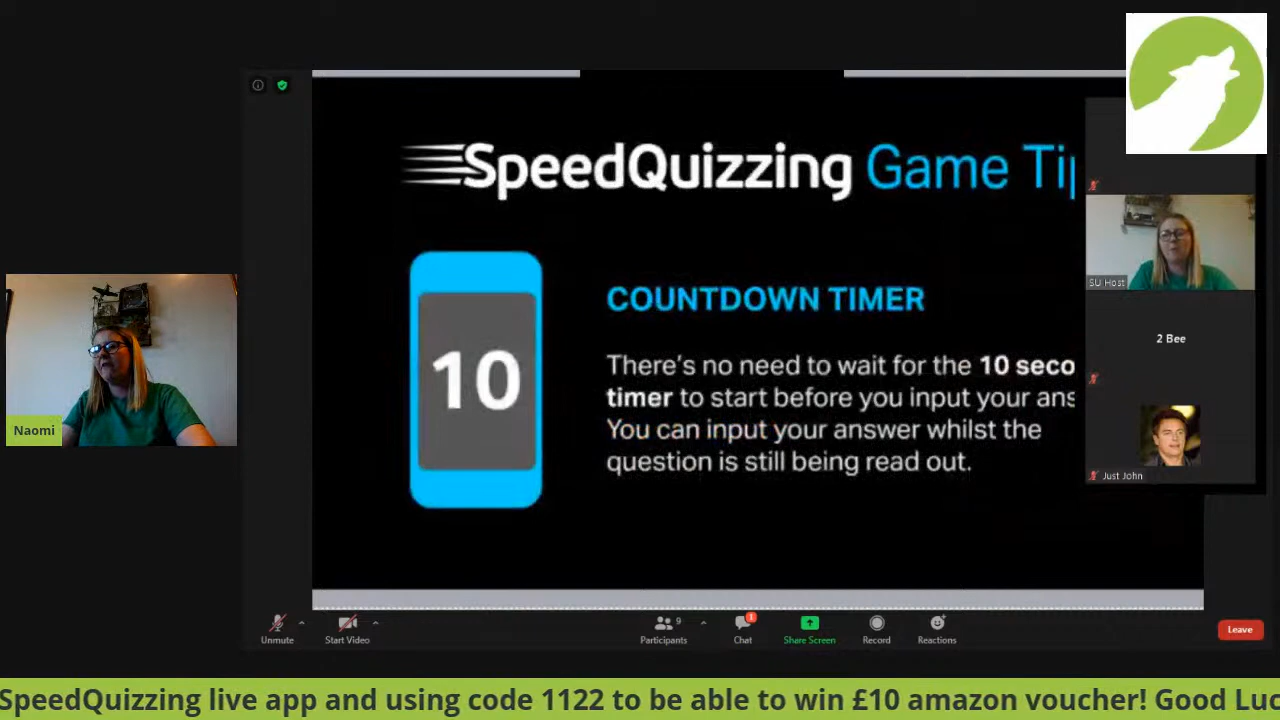 SpeedQuizzing Game Tip
COUNTDOWN TIMER
10
There's no need to wait for the 10 seco
timer to start before you input your ans
You can input your answer whilst the
question is still being read out.
SU Host
2 Bee
Just John
Naomi
Unmute
Start Video
9
Participants
1
Chat
Share Screen
Record
Reactions
Leave
SpeedQuizzing live app and using code 1122 to be able to win £10 amazon voucher! Good Luc